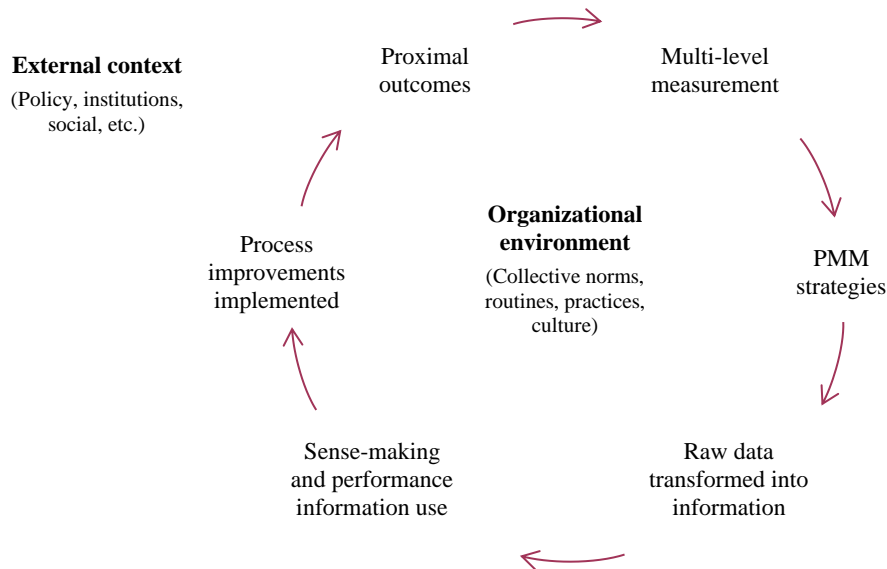 External context
(Policy, institutions,
social, etc.)
Proximal
outcomes
Multi-level
measurement
PMM
strategies
Raw data
transformed into
information
Sense-making
and performance
information use
Process
improvements
implemented
Organizational
environment
(Collective norms,
routines, practices,
culture)